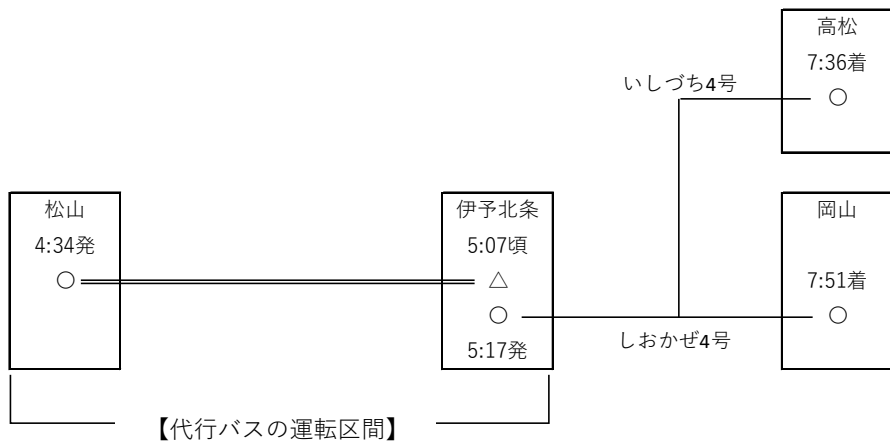 高松
7:36着
○
いしづち4号
松山
4:34発
○
伊予北条
5:07頃
△
○
5:17発
岡山
7:51着
○
しおかぜ4号
【代行バスの運転区間】